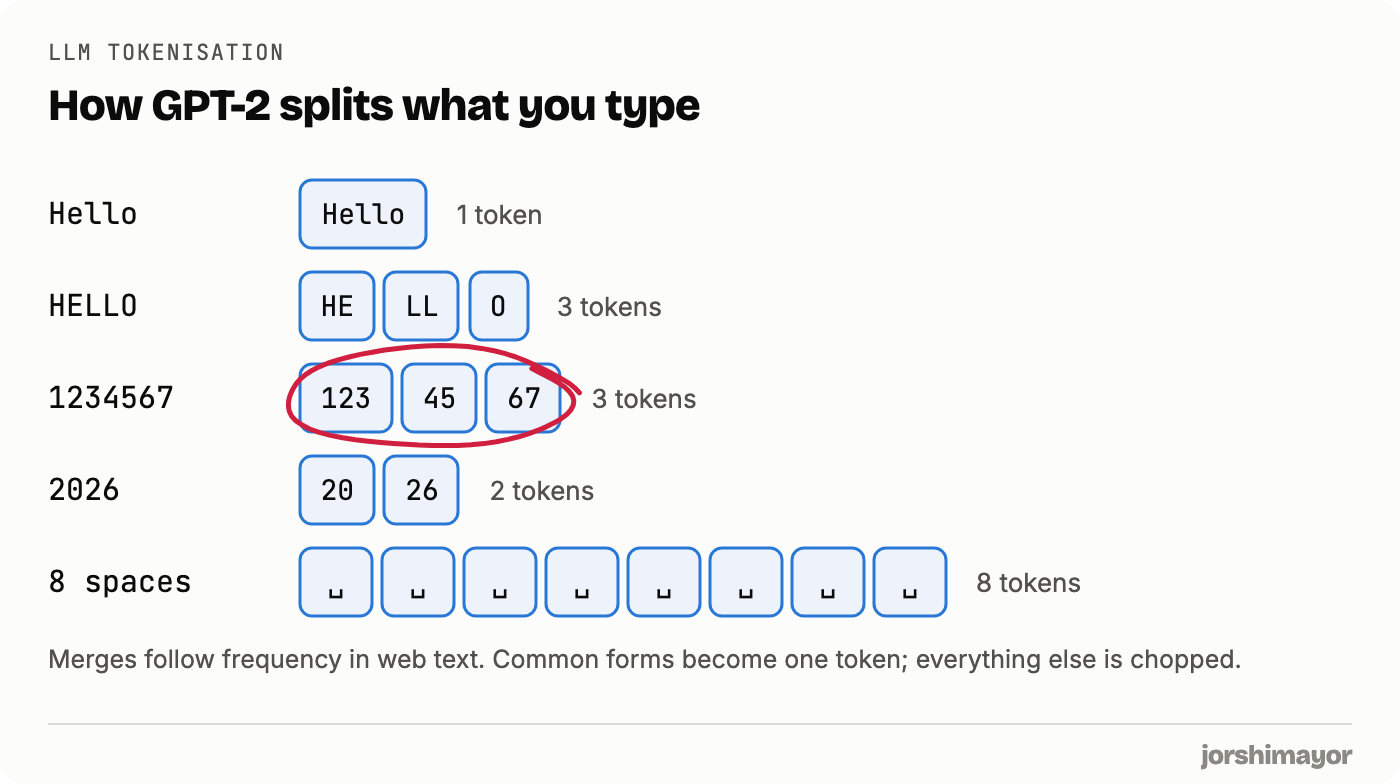 LLM TOKENISATION
How GPT-2 splits what you type
Hello Hello 1 token
HELLO HE LL O 3 tokens
1234567 123 45 67 3 tokens
2026 20 26 2 tokens
8 spaces ␣ ␣ ␣ ␣ ␣ ␣ ␣ ␣ 8 tokens
Merges follow frequency in web text. Common forms become one token; everything else is chopped.
jorshimayor